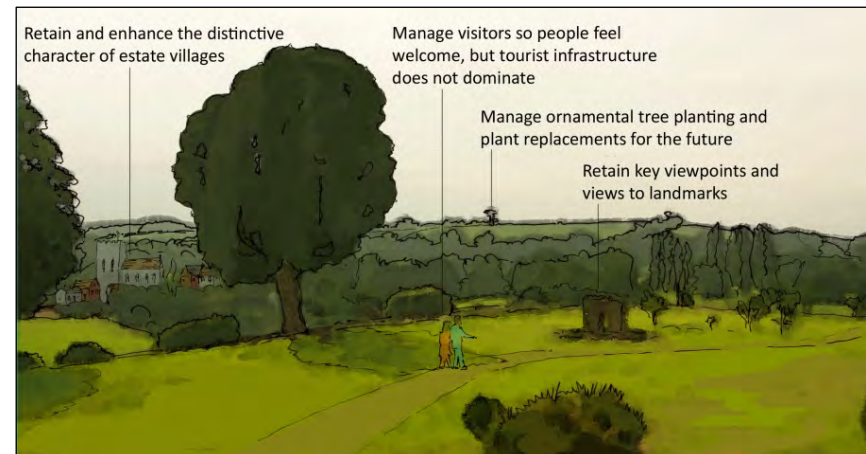 Retain and enhance the distinctive
character of estate villages
Manage visitors so people feel
welcome, but tourist infrastructure
does not dominate
Manage ornamental tree planting and
plant replacements for the future
Retain key viewpoints and
views to landmarks